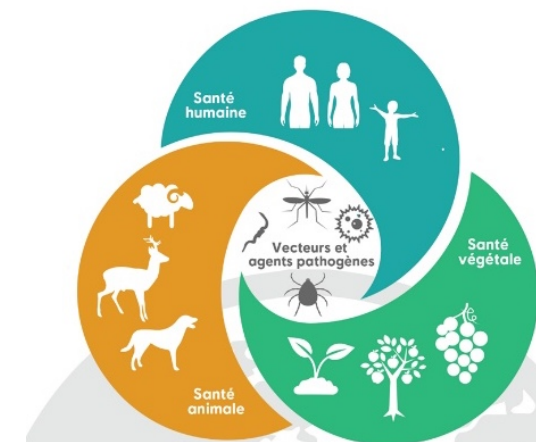 Santé
humaine
Vecteurs et
agents pathogènes
Santé
végétale
Santé
animale